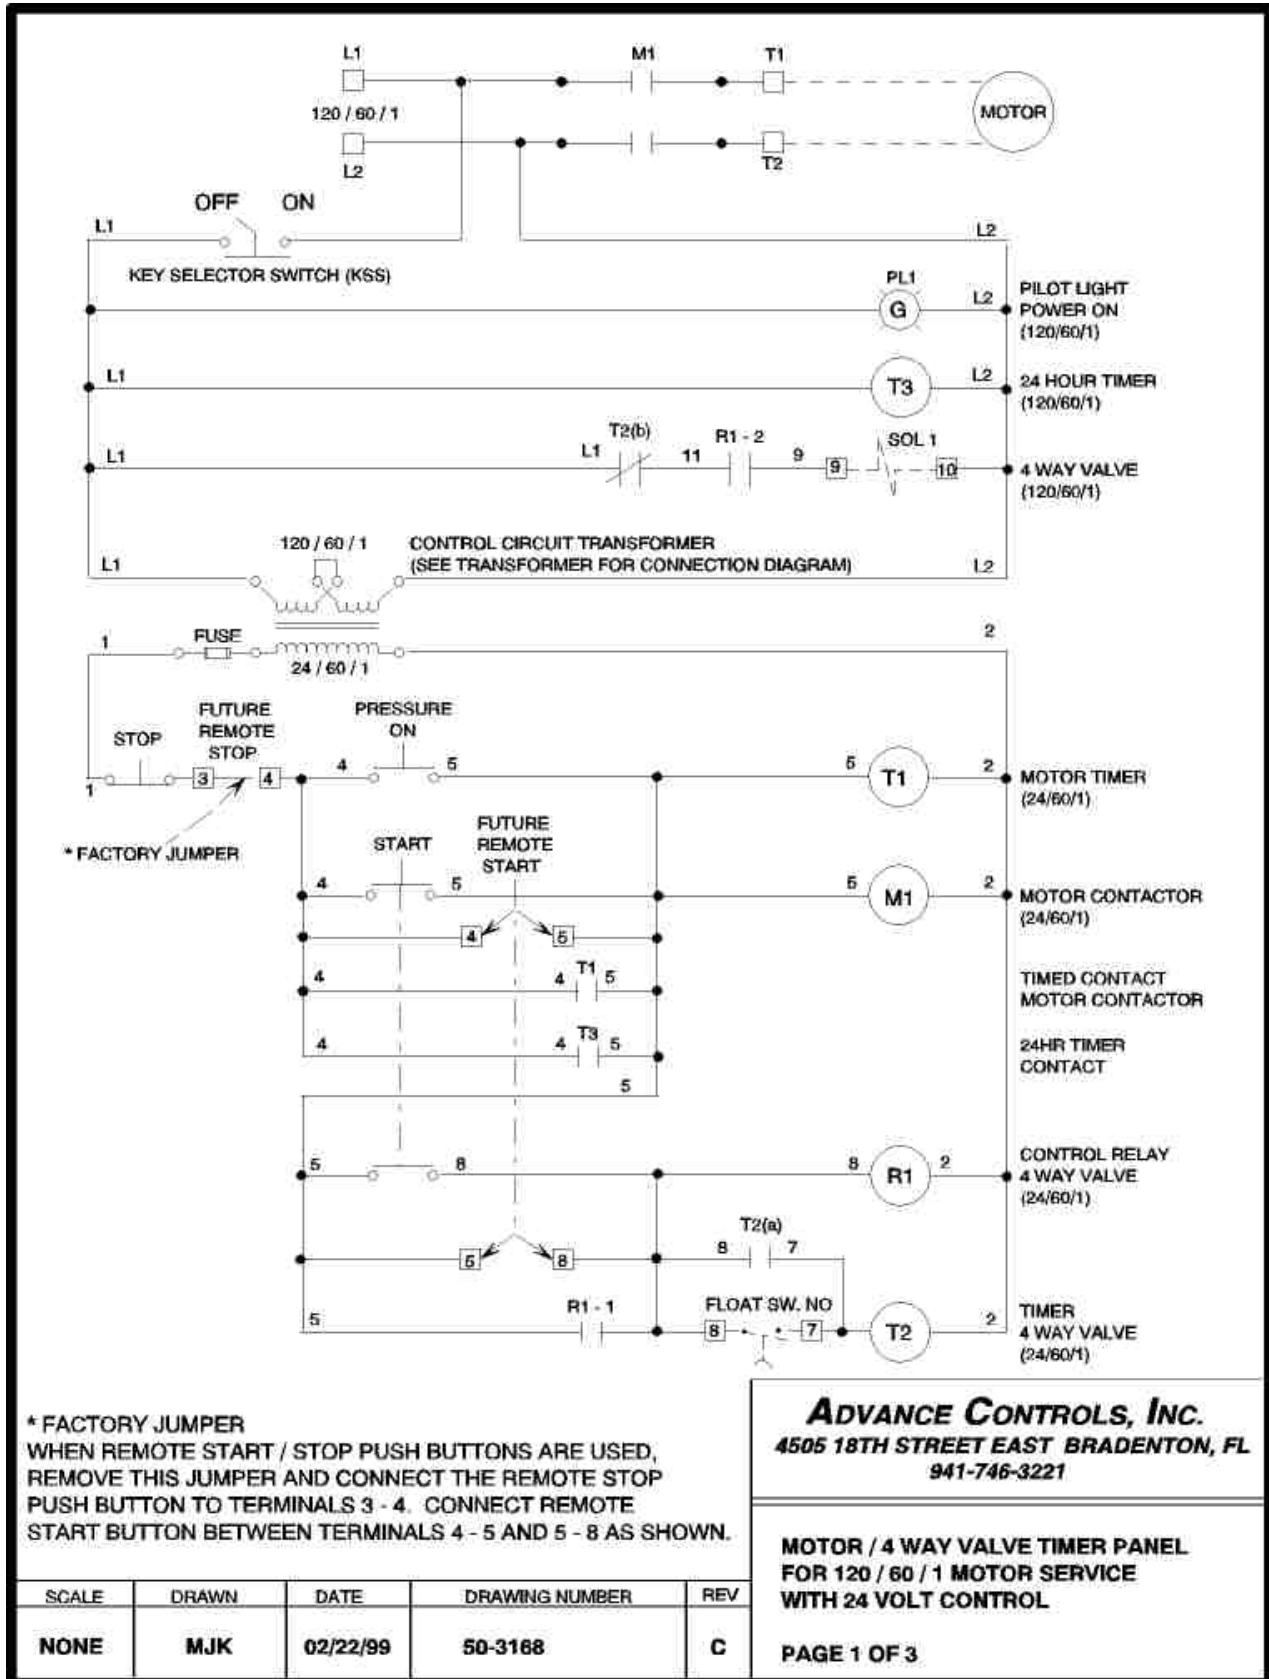 L1
M1
T1
120 / 60 / 1
MOTOR
L2
T2
OFF ON
L1
L2
KEY SELECTOR SWITCH (KSS)
PL1
G
L2
PILOT LIGHT
POWER ON
(120/60/1)
L1
T3
L2
24 HOUR TIMER
(120/60/1)
L1
L1
T2(b)
11
R1 - 2
9
9
SOL 1
10
4 WAY VALVE
(120/60/1)
L1
120 / 60 / 1
CONTROL CIRCUIT TRANSFORMER
(SEE TRANSFORMER FOR CONNECTION DIAGRAM)
L2
1
FUSE
24 / 60 / 1
2
STOP
FUTURE
REMOTE
STOP
PRESSURE
ON
1
3
4
4
5
5
T1
2
MOTOR TIMER
(24/60/1)
* FACTORY JUMPER
START
FUTURE
REMOTE
START
4
5
5
M1
2
MOTOR CONTACTOR
(24/60/1)
4
5
4
4
T1
5
TIMED CONTACT
MOTOR CONTACTOR
4
4
T3
5
24HR TIMER
CONTACT
5
5
8
8
R1
2
CONTROL RELAY
4 WAY VALVE
(24/60/1)
5
8
8
T2(a)
7
5
R1 - 1
FLOAT SW. NO
8
7
T2
2
TIMER
4 WAY VALVE
(24/60/1)
* FACTORY JUMPER
WHEN REMOTE START / STOP PUSH BUTTONS ARE USED,
REMOVE THIS JUMPER AND CONNECT THE REMOTE STOP
PUSH BUTTON TO TERMINALS 3 - 4. CONNECT REMOTE
START BUTTON BETWEEN TERMINALS 4 - 5 AND 5 - 8 AS SHOWN.
ADVANCE CONTROLS, INC.
4505 18TH STREET EAST BRADENTON, FL
941-746-3221
MOTOR / 4 WAY VALVE TIMER PANEL
FOR 120 / 60 / 1 MOTOR SERVICE
WITH 24 VOLT CONTROL
PAGE 1 OF 3
SCALE DRAWN DATE DRAWING NUMBER REV
NONE MJK 02/22/99 50-3168 C